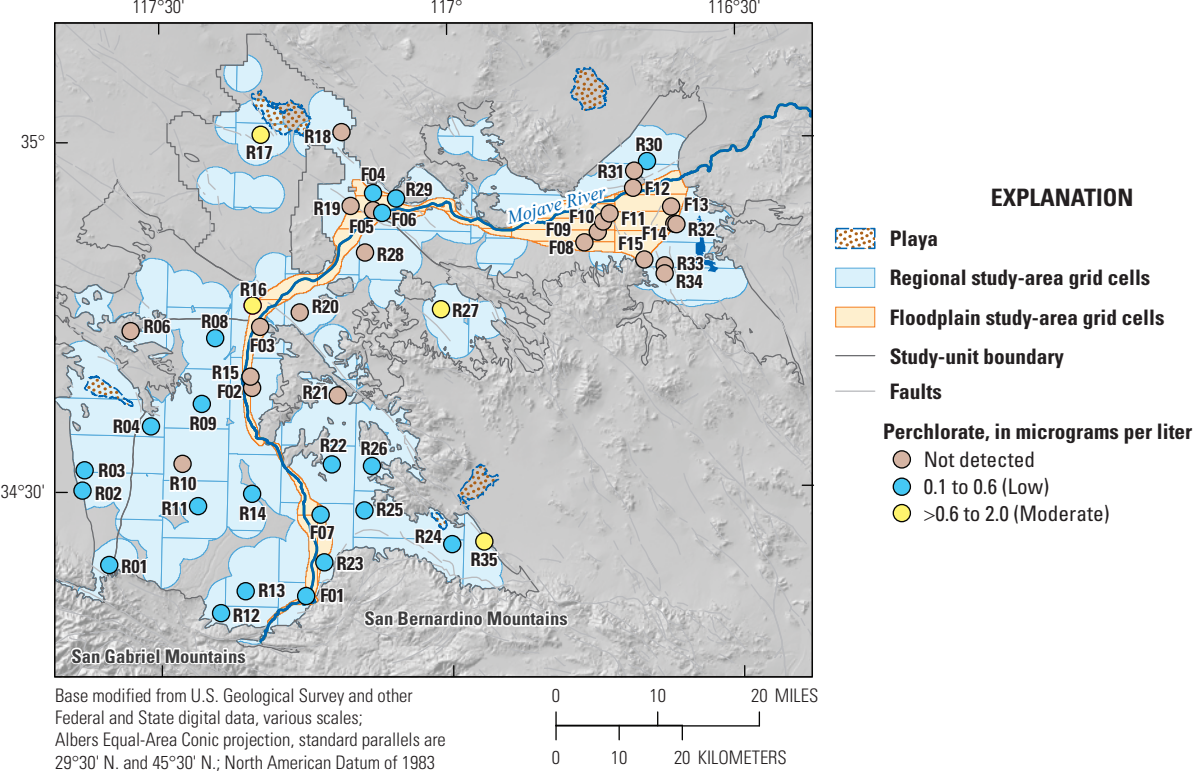 117°30'
117°
116°30'
35°
34°30'
R18
R17
R30
R31
F04
R29
F12
Mojave River
R19
F13
F10
F11
F05
F06
F09
F14
R32
F08
F15
R28
R33
R34
R16
R20
R27
R06
R08
F03
R15
F02
R21
R04
R09
R22
R26
R03
R10
R02
R11
R14
R25
F07
R24
R35
R01
R23
R13
F01
R12
San Bernardino Mountains
San Gabriel Mountains
EXPLANATION
Playa
Regional study-area grid cells
Floodplain study-area grid cells
Study-unit boundary
Faults
Perchlorate, in micrograms per liter
Not detected
0.1 to 0.6 (Low)
>0.6 to 2.0 (Moderate)
Base modified from U.S. Geological Survey and other
Federal and State digital data, various scales;
Albers Equal-Area Conic projection, standard parallels are
29°30' N. and 45°30' N.; North American Datum of 1983
0 10 20 MILES
0 10 20 KILOMETERS